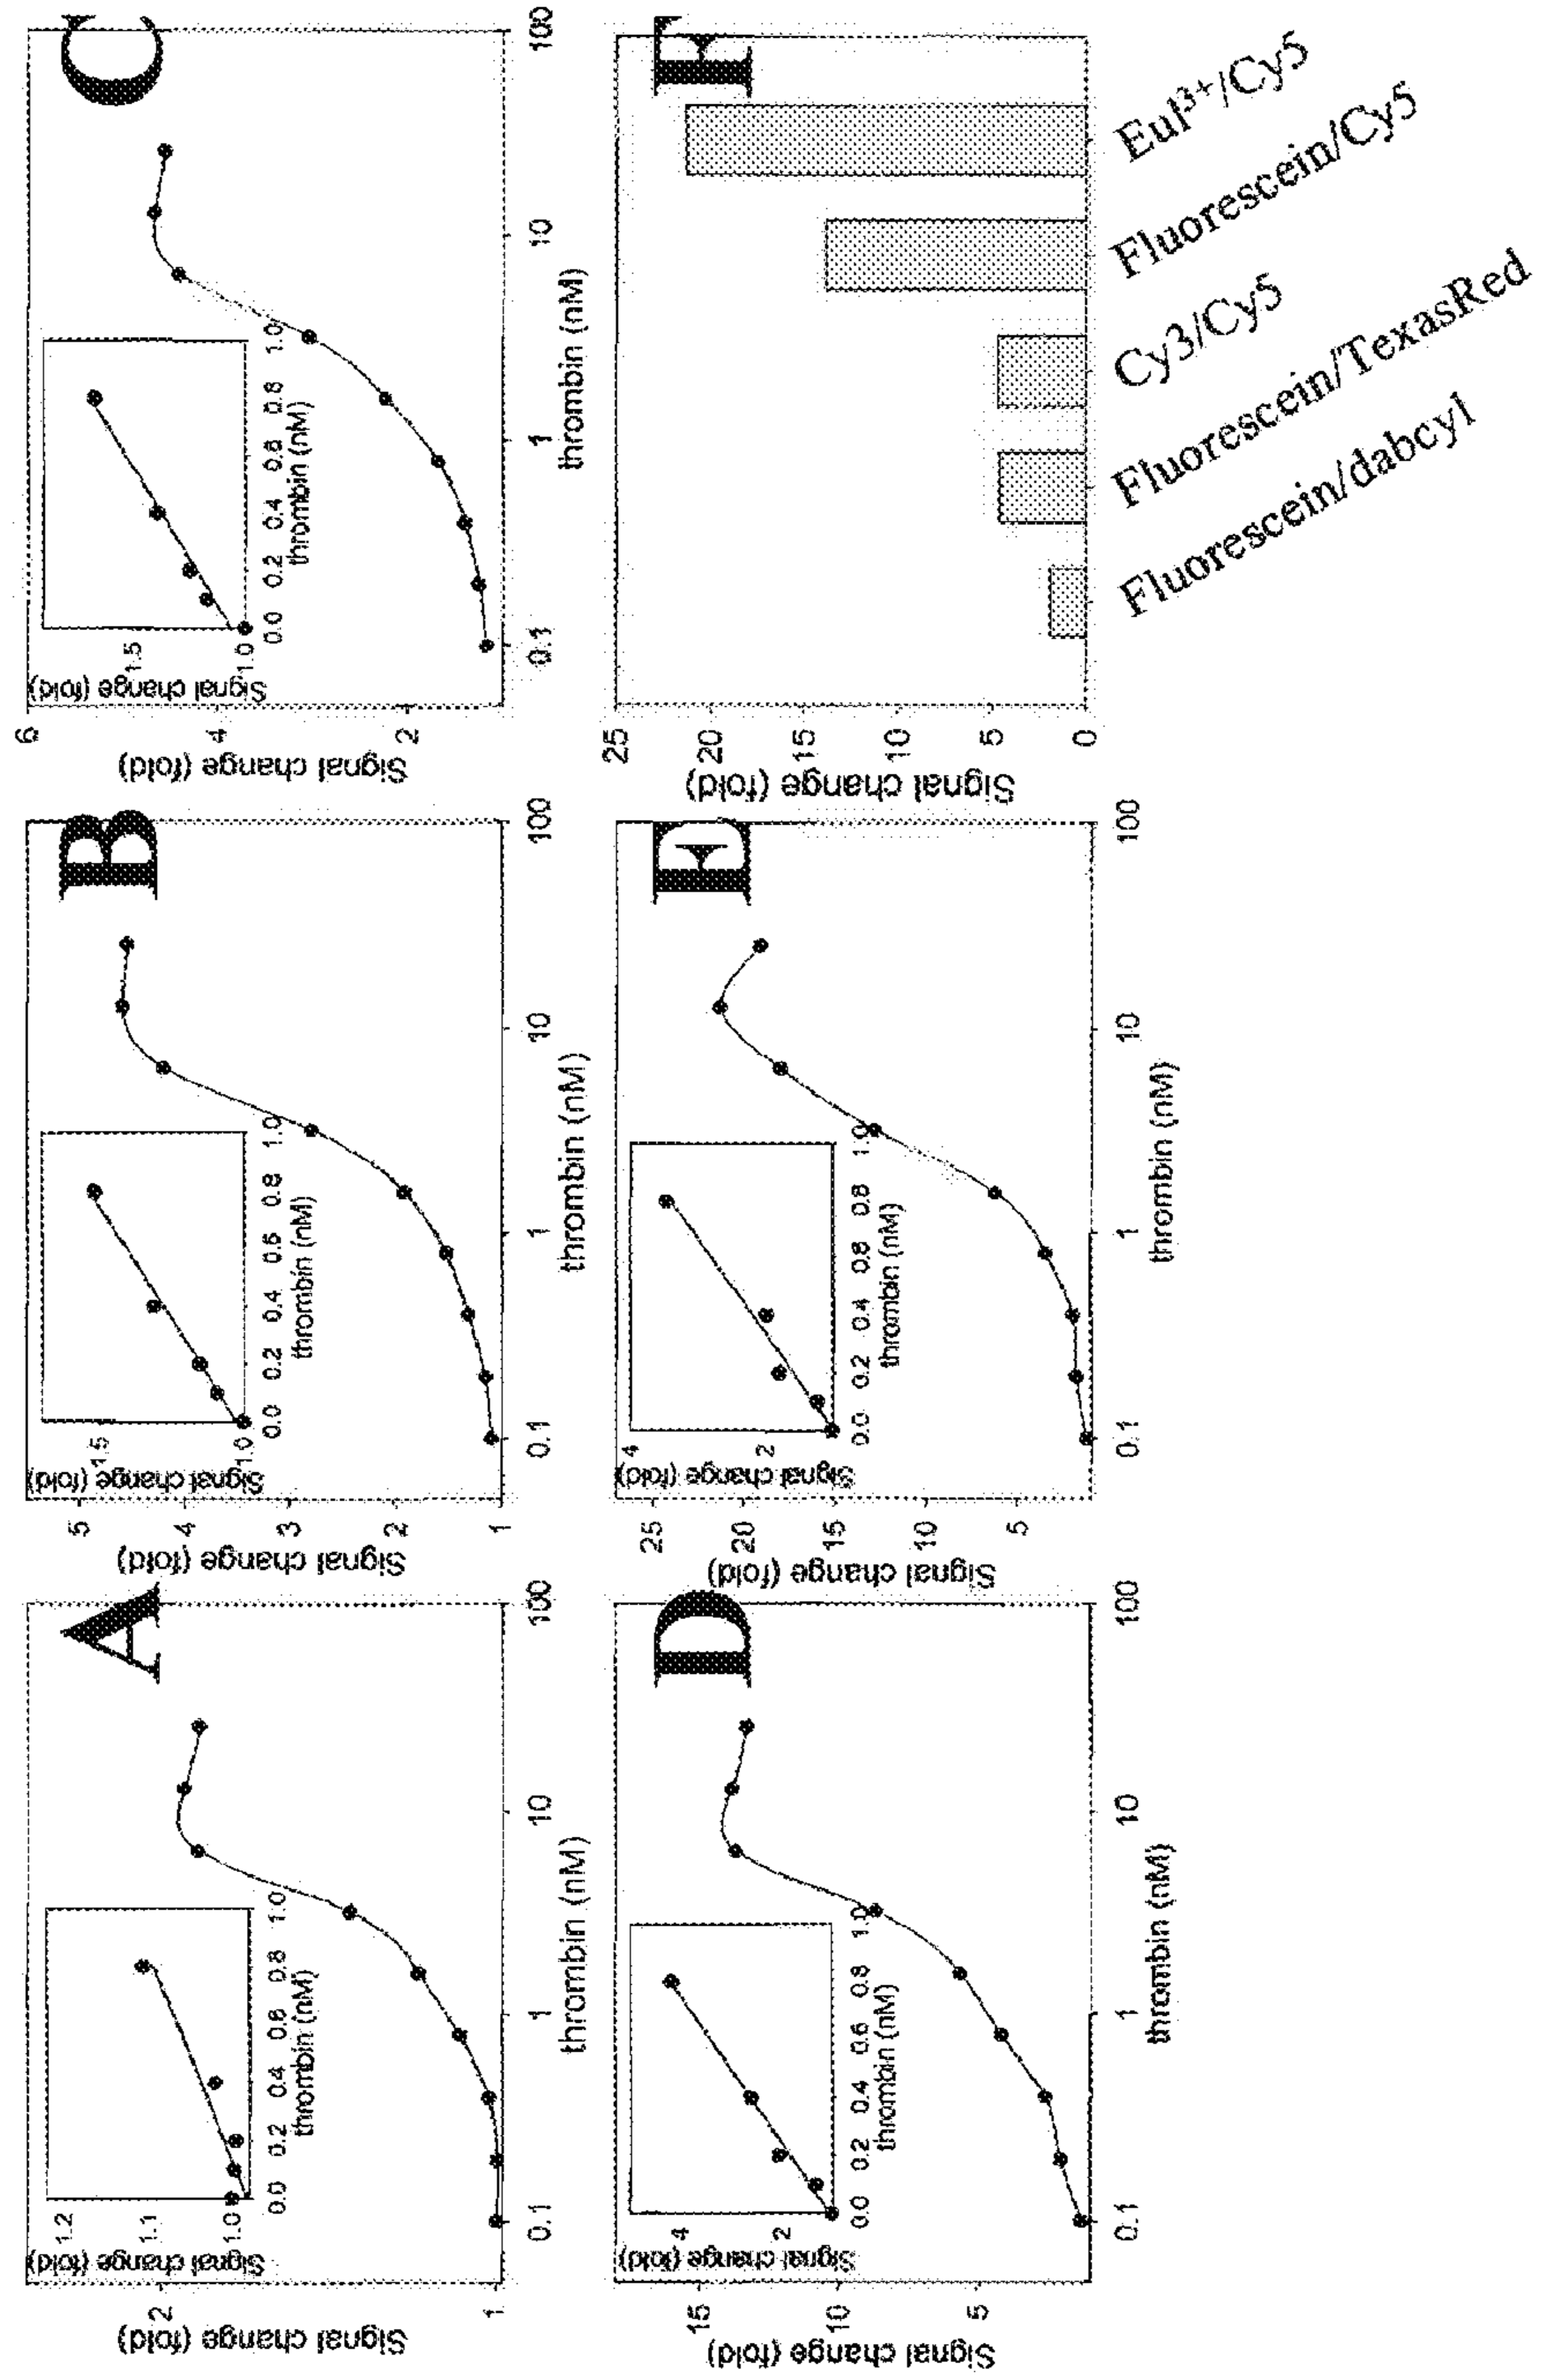 A
Signal change (fold)
2
1
0.1
1
10
100
thrombin (nM)
Signal change (fold)
1.2
1.1
1.0
0.0 0.2 0.4 0.6 0.8 1.0
thrombin (nM)
B
Signal change (fold)
5
4
3
2
1
0.1
1
10
100
thrombin (nM)
Signal change (fold)
1.5
1.0
0.0 0.2 0.4 0.6 0.8 1.0
thrombin (nM)
C
Signal change (fold)
6
4
2
0.1
1
10
100
thrombin (nM)
Signal change (fold)
1.5
1.0
0.0 0.2 0.4 0.6 0.8 1.0
thrombin (nM)
D
Signal change (fold)
15
10
5
0.1
1
10
100
thrombin (nM)
Signal change (fold)
4
2
0.0 0.2 0.4 0.6 0.8 1.0
thrombin (nM)
E
Signal change (fold)
25
20
15
10
5
0.1
1
10
100
thrombin (nM)
Signal change (fold)
4
2
0.0 0.2 0.4 0.6 0.8 1.0
thrombin (nM)
F
Signal change (fold)
25
20
15
10
5
0
Fluorescein/dabcyl
Fluorescein/TexasRed
Cy3/Cy5
Fluorescein/Cy5
Eu³⁺/Cy5